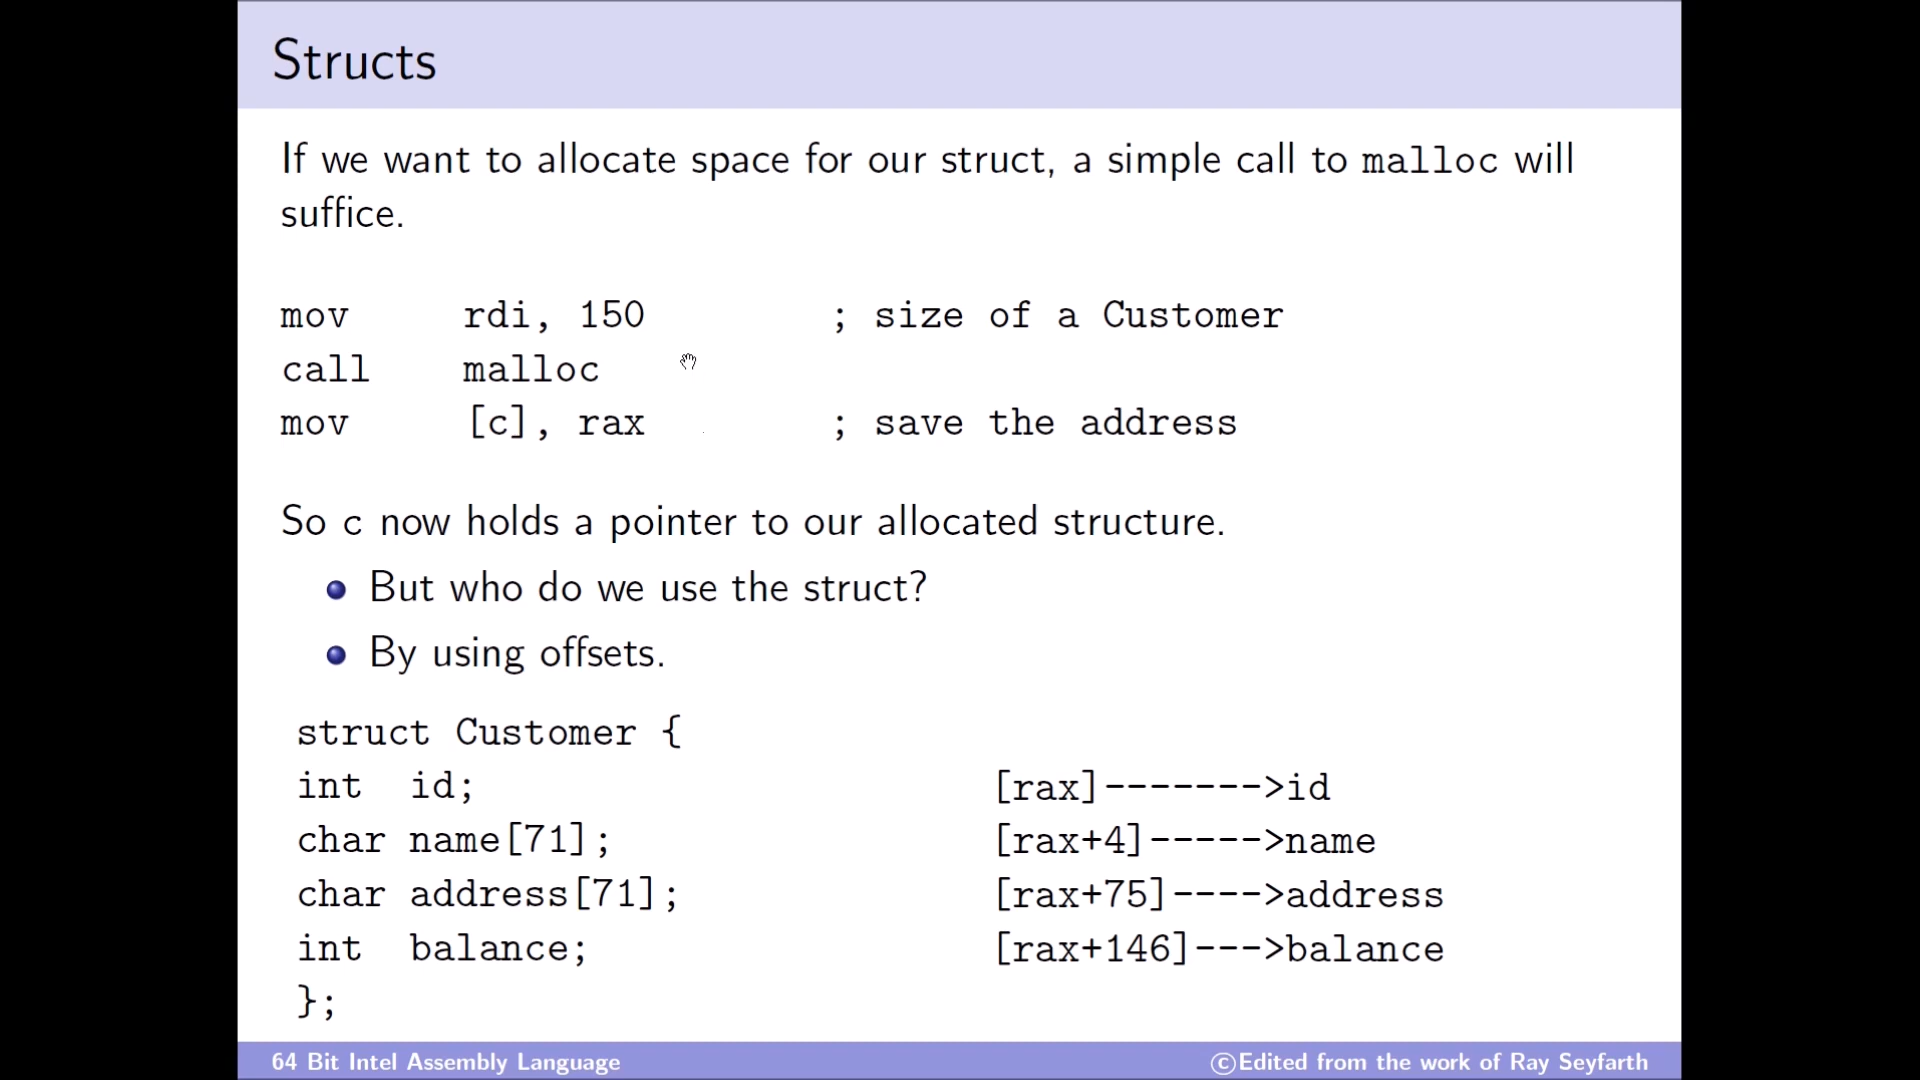 Structs
If we want to allocate space for our struct, a simple call to malloc will
suffice.
mov rdi, 150 ; size of a Customer
call malloc
mov [c], rax ; save the address
So c now holds a pointer to our allocated structure.
But who do we use the struct?
By using offsets.
struct Customer {
int id; [rax]------->id
char name[71]; [rax+4]----->name
char address[71]; [rax+75]---->address
int balance; [rax+146]--->balance
};
64 Bit Intel Assembly Language ©Edited from the work of Ray Seyfarth